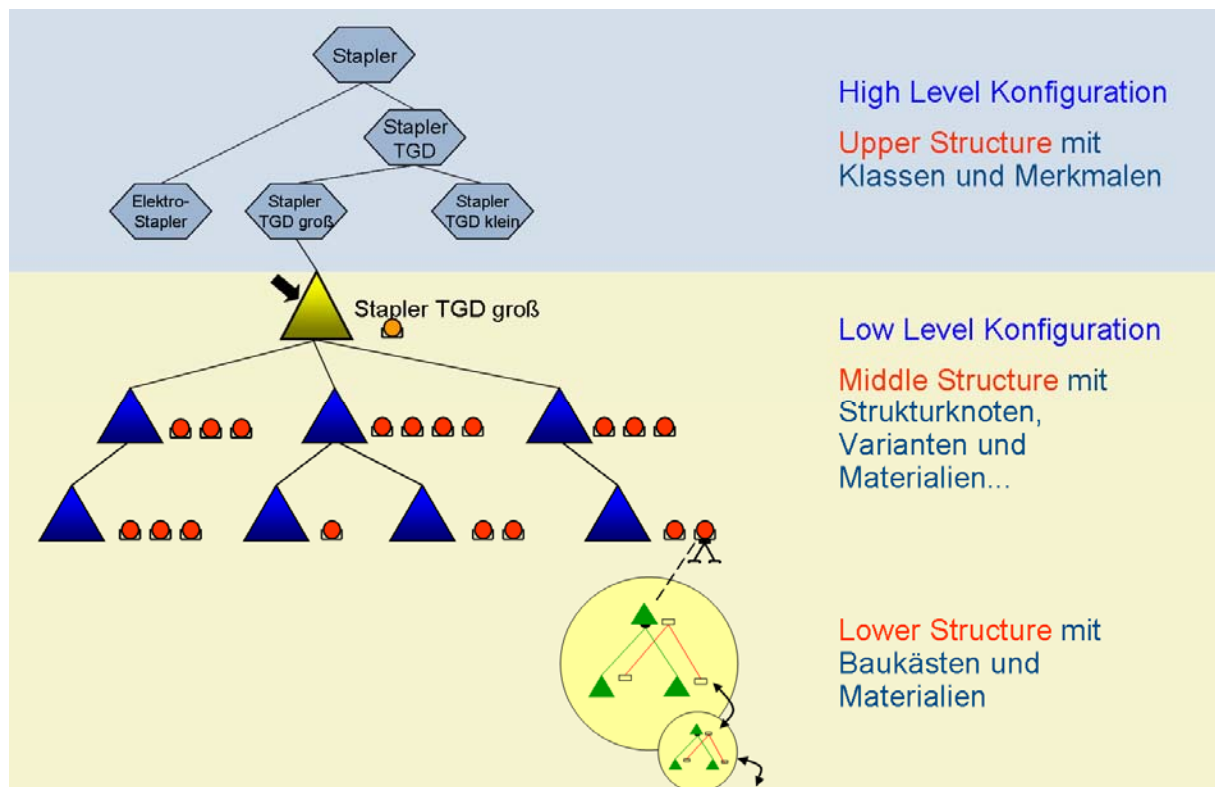 Stapler
Stapler
TGD
Elektro-
Stapler
Stapler
TGD groß
Stapler
TGD klein
High Level Konfiguration
Upper Structure mit
Klassen und Merkmalen
Stapler TGD groß
Low Level Konfiguration
Middle Structure mit
Strukturknoten,
Varianten und
Materialien...
Lower Structure mit
Baukästen und
Materialien